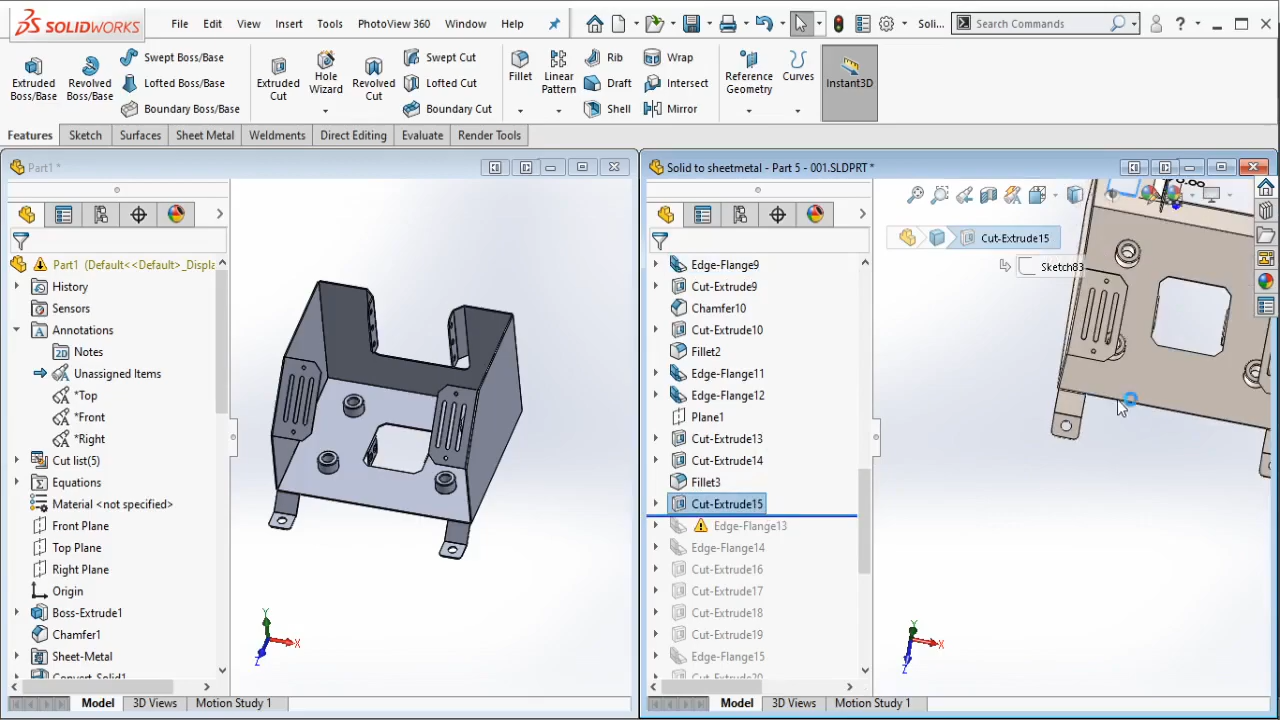 SOLIDWORKS File Edit View Insert Tools PhotoView 360 Window Help Soli... Search Commands
Extruded Boss/Base
Revolved Boss/Base
Swept Boss/Base
Lofted Boss/Base
Boundary Boss/Base
Extruded Cut
Hole Wizard
Revolved Cut
Swept Cut
Lofted Cut
Boundary Cut
Fillet
Linear Pattern
Rib
Draft
Shell
Wrap
Intersect
Mirror
Reference Geometry
Curves
Instant3D
Features Sketch Surfaces Sheet Metal Weldments Direct Editing Evaluate Render Tools
Part1 *
Part1 (Default<<Default>_Displa
History
Sensors
Annotations
Notes
Unassigned Items
*Top
*Front
*Right
Cut list(5)
Equations
Material <not specified>
Front Plane
Top Plane
Right Plane
Origin
Boss-Extrude1
Chamfer1
Sheet-Metal
Convert-Solid1
Y
X
Z
Model 3D Views Motion Study 1
Solid to sheetmetal - Part 5 - 001.SLDPRT *
Edge-Flange9
Cut-Extrude9
Chamfer10
Cut-Extrude10
Fillet2
Edge-Flange11
Edge-Flange12
Plane1
Cut-Extrude13
Cut-Extrude14
Fillet3
Cut-Extrude15
Edge-Flange13
Edge-Flange14
Cut-Extrude16
Cut-Extrude17
Cut-Extrude18
Cut-Extrude19
Edge-Flange15
Cut-Extrude20
Cut-Extrude15
Sketch83
Y
X
Z
Model 3D Views Motion Study 1